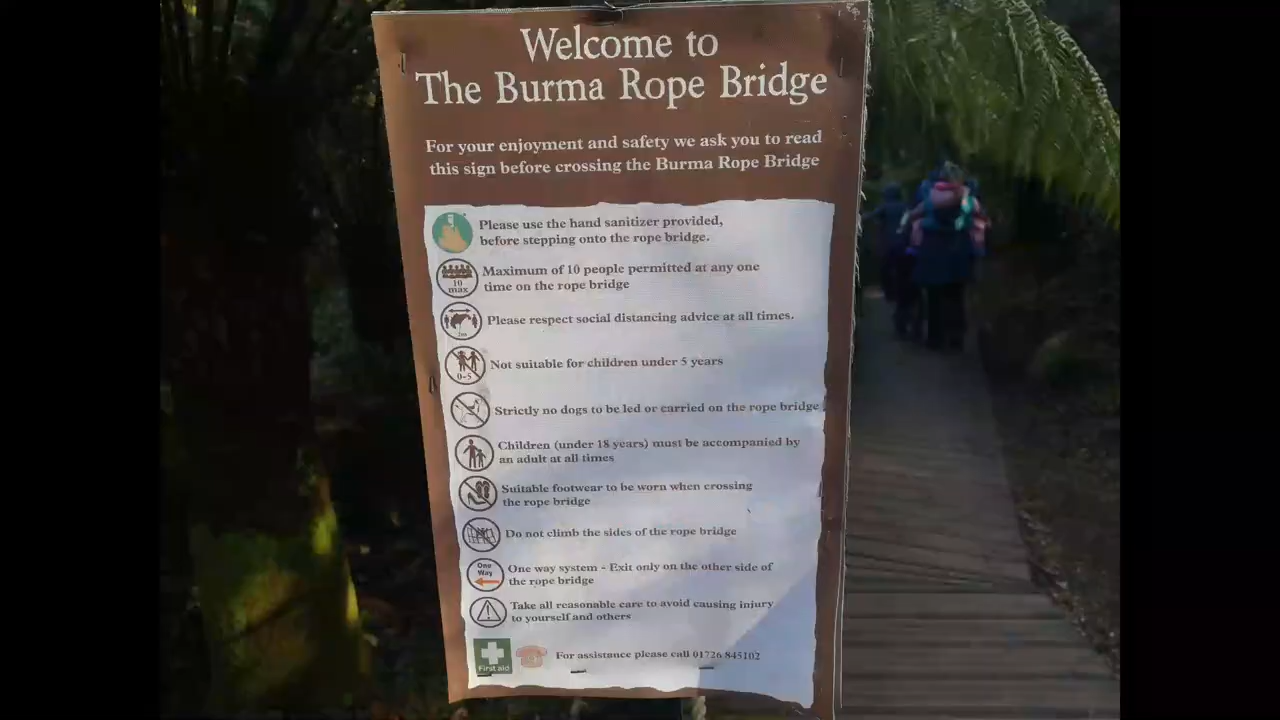 Welcome to
The Burma Rope Bridge
For your enjoyment and safety we ask you to read
this sign before crossing the Burma Rope Bridge
Please use the hand sanitizer provided,
before stepping onto the rope bridge.
10
max
Maximum of 10 people permitted at any one
time on the rope bridge
2m
Please respect social distancing advice at all times.
0-5
Not suitable for children under 5 years
Strictly no dogs to be led or carried on the rope bridge
Children (under 18 years) must be accompanied by
an adult at all times
Suitable footwear to be worn when crossing
the rope bridge
Do not climb the sides of the rope bridge
One
Way
One way system - Exit only on the other side of
the rope bridge
Take all reasonable care to avoid causing injury
to yourself and others
First aid
For assistance please call 01726 845102